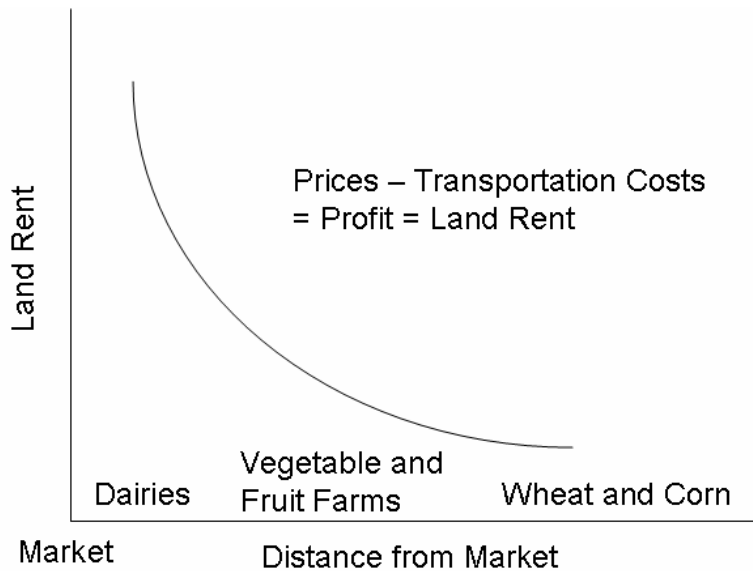 Land Rent
Prices – Transportation Costs
= Profit = Land Rent
Dairies
Vegetable and
Fruit Farms
Wheat and Corn
Market
Distance from Market